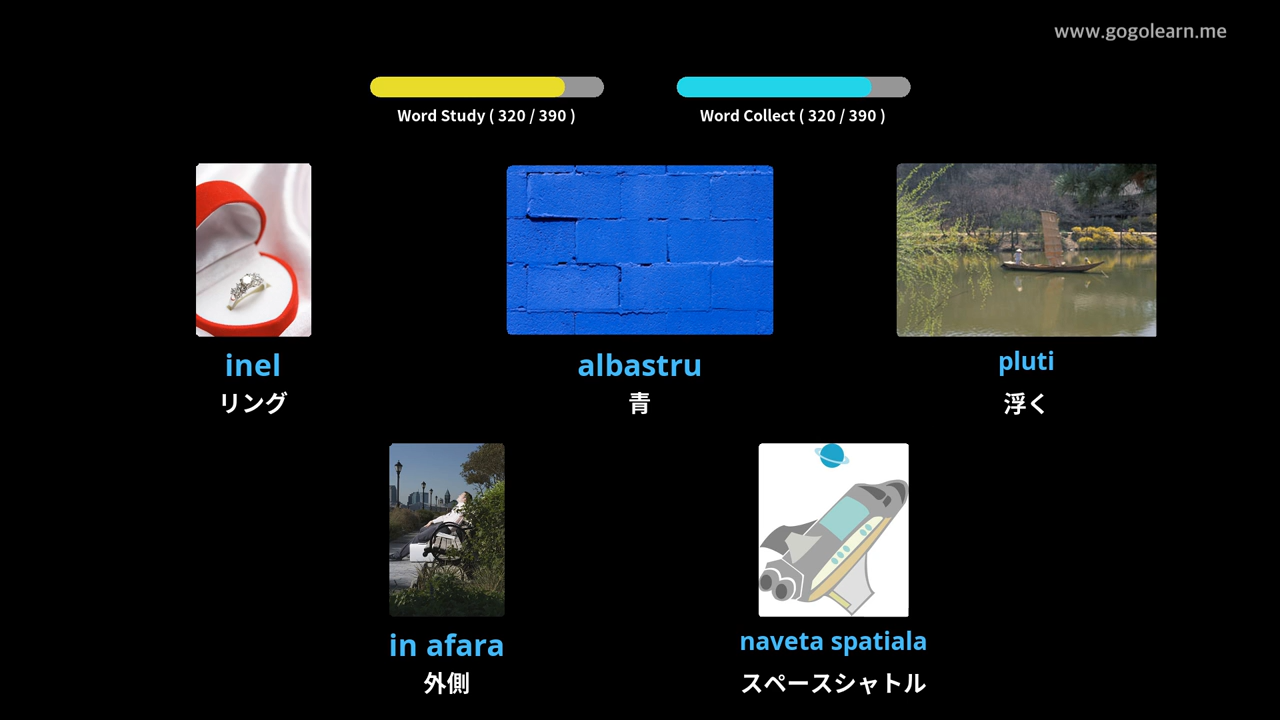 www.gogolearn.me
Word Study ( 320 / 390 )
Word Collect ( 320 / 390 )
inel
リング
albastru
青
pluti
浮く
in afara
外側
naveta spatiala
スペースシャトル